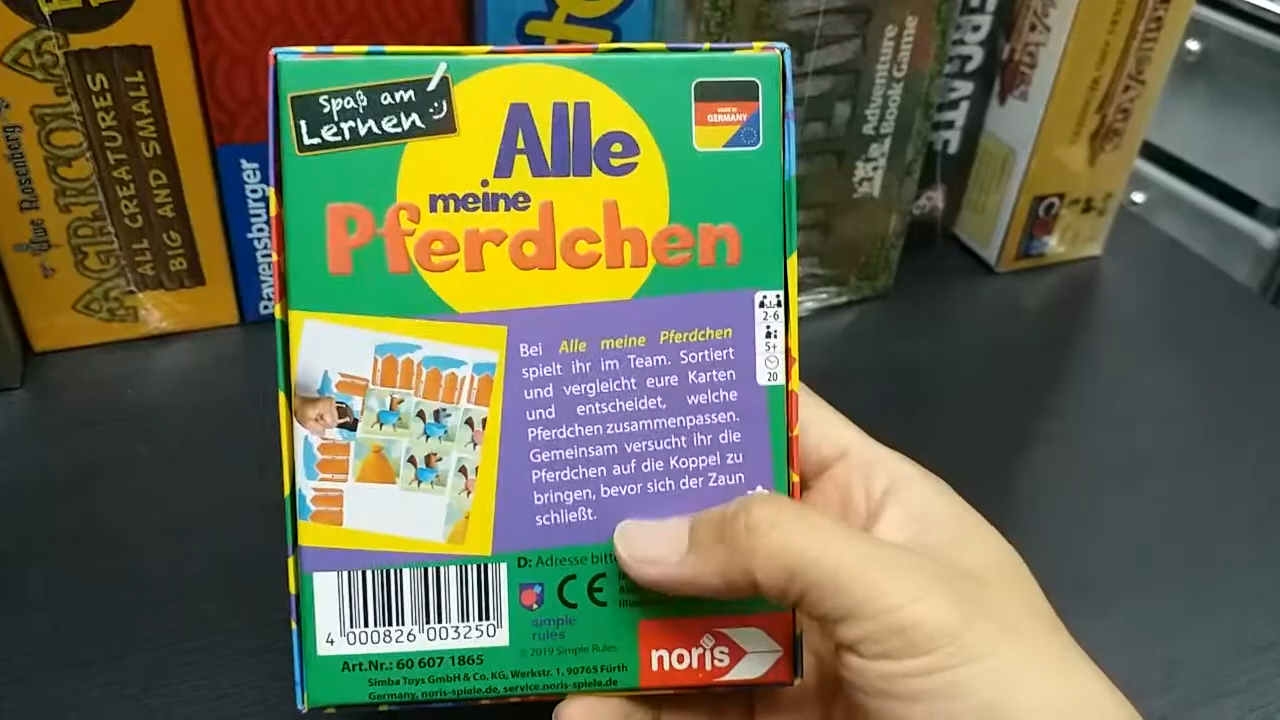 Spaß am
Lernen
MADE IN
GERMANY
Alle
meine
Pferdchen
2-6
5+
20
Bei Alle meine Pferdchen
spielt ihr im Team. Sortiert
und vergleicht eure Karten
und entscheidet, welche
Pferdchen zusammenpassen.
Gemeinsam versucht ihr die
Pferdchen auf die Koppel zu
bringen, bevor sich der Zaun
schließt.
D: Adresse
CE
simple
rules
© 2019 Simple Rules
4 000826 003250
Art.Nr.: 60 607 1865
Simba Toys GmbH & Co. KG, Werkstr. 1, 90765 Fürth
Germany, noris-spiele.de, service.noris-spiele.de
noris
Uwe Rosenberg
AGRICOLA
ALL CREATURES
BIG AND SMALL
Ravensburger
Adventure
Book Game